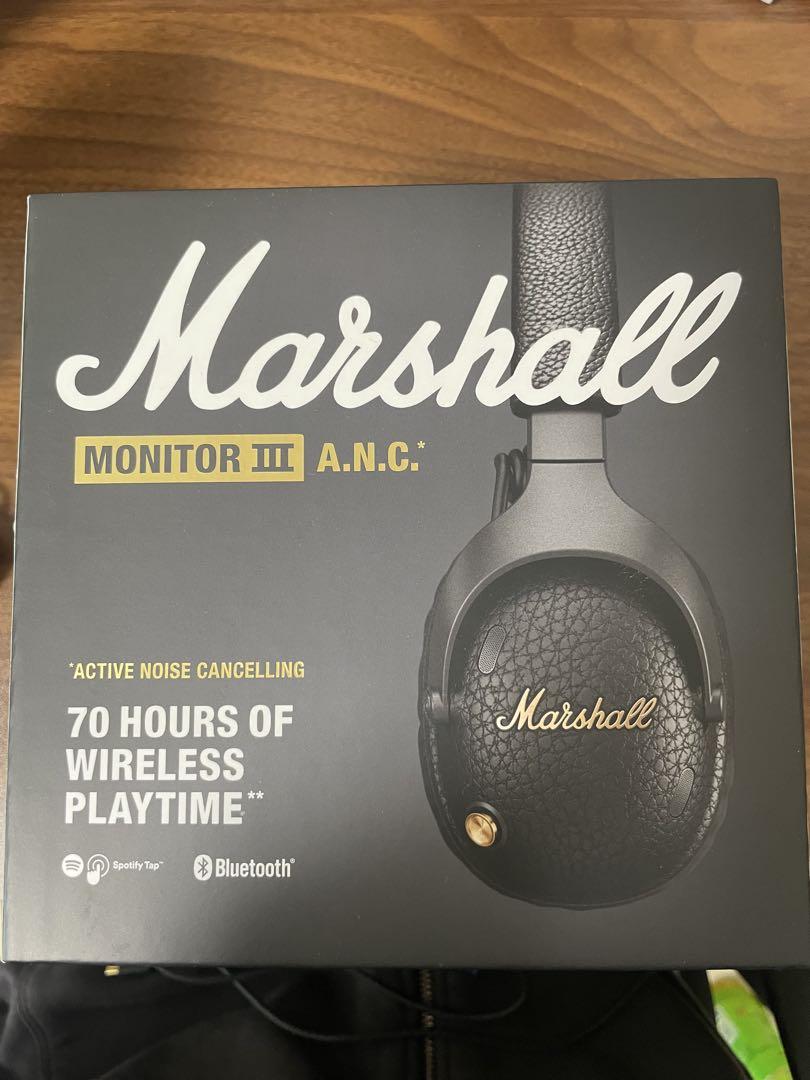 Marshall
MONITOR III A.N.C.*
*ACTIVE NOISE CANCELLING
70 HOURS OF
WIRELESS
PLAYTIME**
Spotify Tap™ Bluetooth®
Marshall